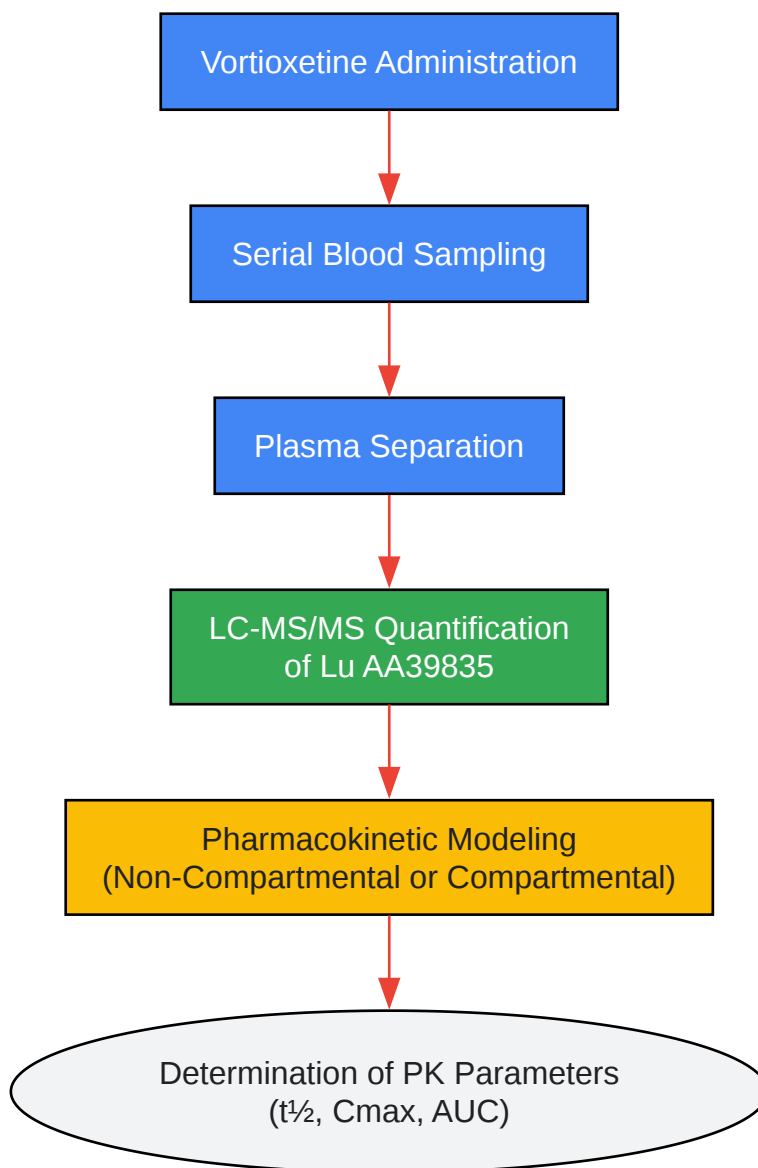 Vortioxetine Administration
Serial Blood Sampling
Plasma Separation
LC-MS/MS Quantification
of Lu AA39835
Pharmacokinetic Modeling
(Non-Compartmental or Compartmental)
Determination of PK Parameters
(t½, Cmax, AUC)